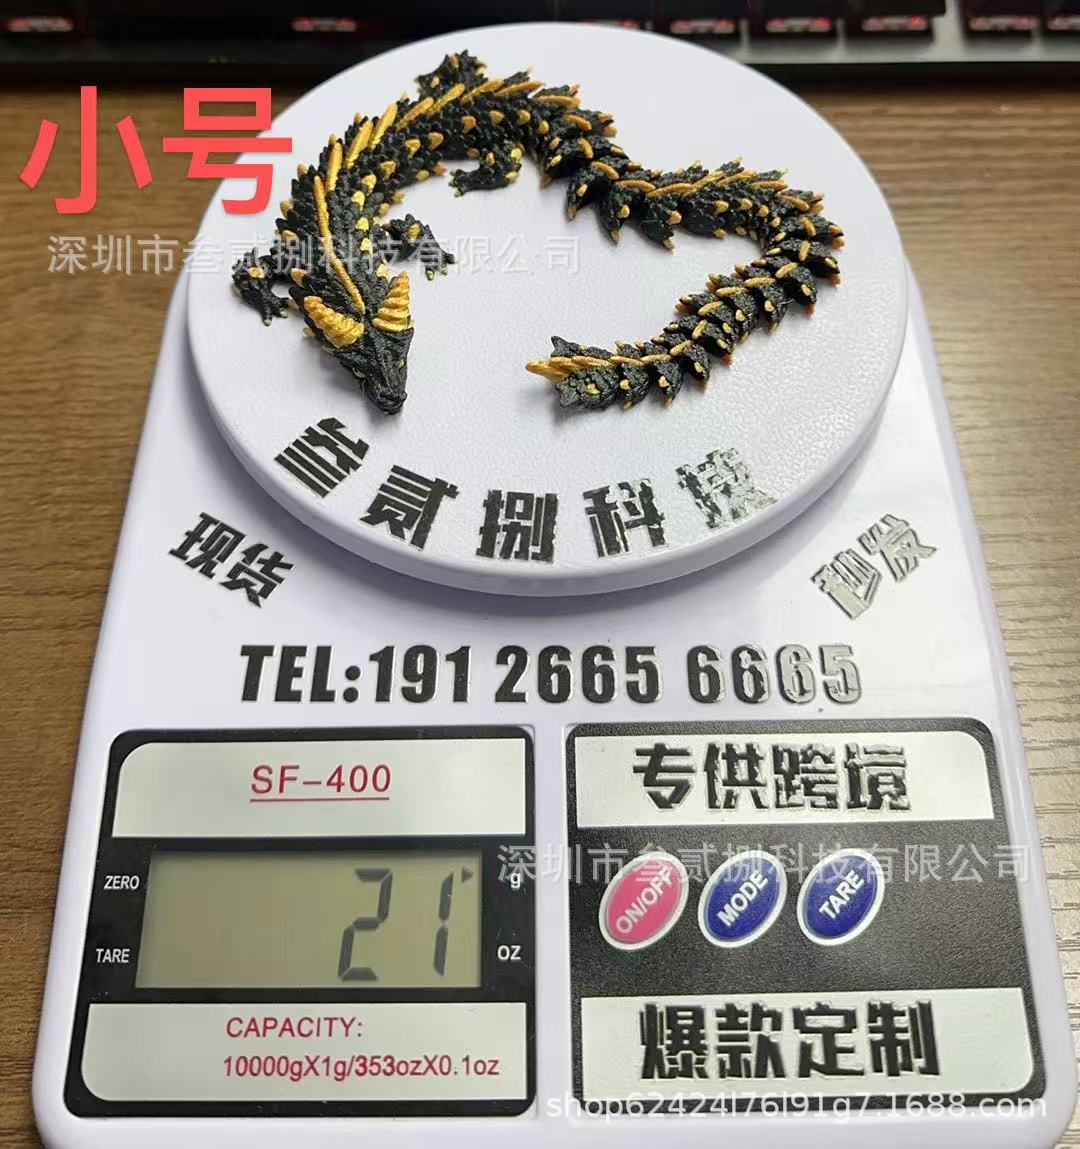 小号
深圳市叁贰捌科技有限公司
叁贰捌科技
现货
秒发
TEL:191 2665 6665
SF-400
专供跨境
深圳市叁贰捌科技有限公司
ZERO
g
ON/OFF
MODE
TARE
21
TARE
OZ
CAPACITY:
10000gX1g/353ozX0.1oz
爆款定制
shop62424l76l91g7.1688.com